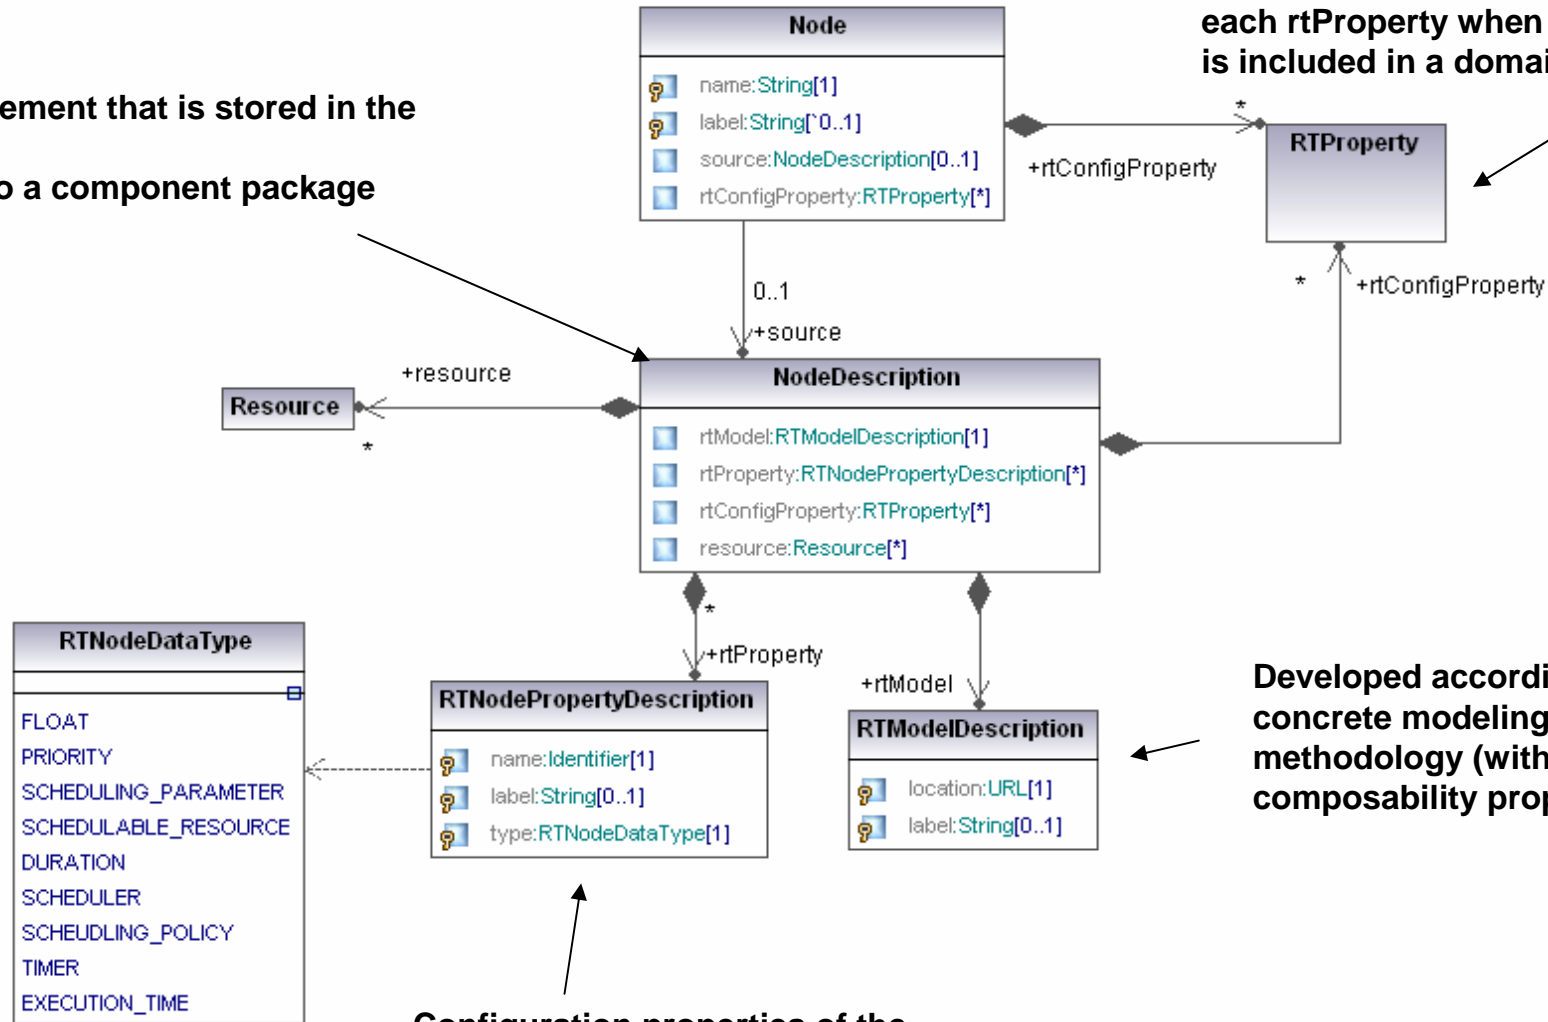 Node
name:String[1]
label:String[`0..1]
source:NodeDescription[0..1]
rtConfigProperty:RTProperty[*]
each rtProperty when
is included in a domai
ement that is stored in the
o a component package
*
+rtConfigProperty
RTProperty
*
+rtConfigProperty
0..1
+source
+resource
Resource
*
NodeDescription
rtModel:RTModelDescription[1]
rtProperty:RTNodePropertyDescription[*]
rtConfigProperty:RTProperty[*]
resource:Resource[*]
*
+rtProperty
+rtModel
RTNodeDataType
FLOAT
PRIORITY
SCHEDULING_PARAMETER
SCHEDULABLE_RESOURCE
DURATION
SCHEDULER
SCHEUDLING_POLICY
TIMER
EXECUTION_TIME
RTNodePropertyDescription
name:Identifier[1]
label:String[0..1]
type:RTNodeDataType[1]
RTModelDescription
location:URL[1]
label:String[0..1]
Developed accordi
concrete modeling
methodology (with
composability prop
Configuration properties of the